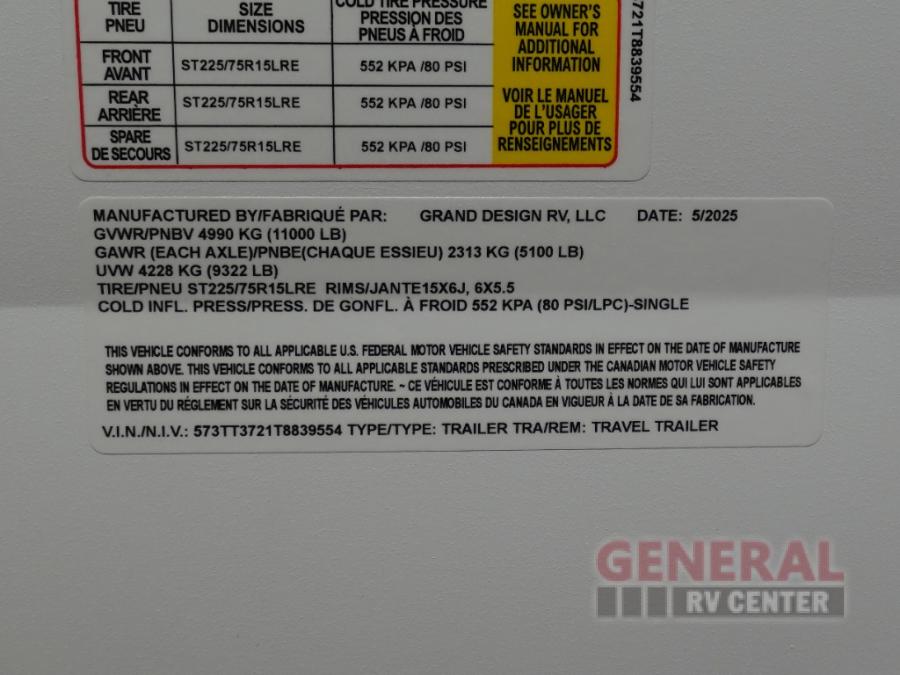 TIRE PNEU
SIZE DIMENSIONS
COLD TIRE PRESSURE
PRESSION DES
PNEUS À FROID
SEE OWNER'S
MANUAL FOR
ADDITIONAL
INFORMATION
FRONT AVANT ST225/75R15LRE 552 KPA /80 PSI
REAR ARRIÈRE ST225/75R15LRE 552 KPA /80 PSI
SPARE DE SECOURS ST225/75R15LRE 552 KPA /80 PSI
VOIR LE MANUEL
DE L'USAGER
POUR PLUS DE
RENSEIGNEMENTS
721T8839554
MANUFACTURED BY/FABRIQUÉ PAR: GRAND DESIGN RV, LLC DATE: 5/2025
GVWR/PNBV 4990 KG (11000 LB)
GAWR (EACH AXLE)/PNBE(CHAQUE ESSIEU) 2313 KG (5100 LB)
UVW 4228 KG (9322 LB)
TIRE/PNEU ST225/75R15LRE RIMS/JANTE15X6J, 6X5.5
COLD INFL. PRESS/PRESS. DE GONFL. À FROID 552 KPA (80 PSI/LPC)-SINGLE
THIS VEHICLE CONFORMS TO ALL APPLICABLE U.S. FEDERAL MOTOR VEHICLE SAFETY STANDARDS IN EFFECT ON THE DATE OF MANUFACTURE
SHOWN ABOVE. THIS VEHICLE CONFORMS TO ALL APPLICABLE STANDARDS PRESCRIBED UNDER THE CANADIAN MOTOR VEHICLE SAFETY
REGULATIONS IN EFFECT ON THE DATE OF MANUFACTURE. ~ CE VÉHICULE EST CONFORME À TOUTES LES NORMES QUI LUI SONT APPLICABLES
EN VERTU DU RÉGLEMENT SUR LA SÉCURITÉ DES VÉHICULES AUTOMOBILES DU CANADA EN VIGUEUR À LA DATE DE SA FABRICATION.
V.I.N./N.I.V.: 573TT3721T8839554 TYPE/TYPE: TRAILER TRA/REM: TRAVEL TRAILER
GENERAL
RV CENTER